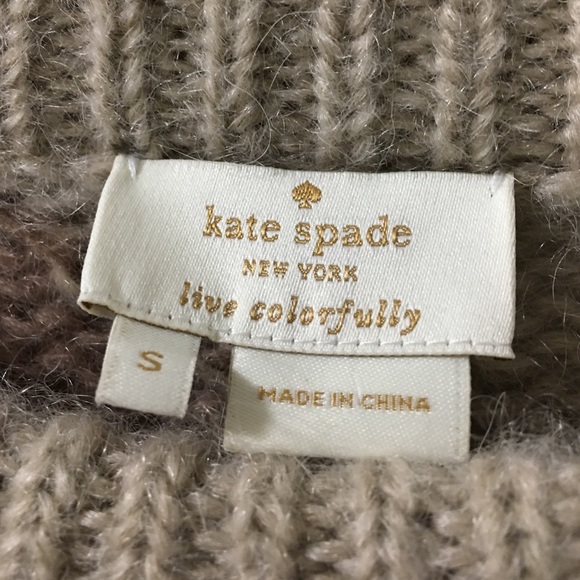 kate spade
NEW YORK
live colorfully
S
MADE IN CHINA